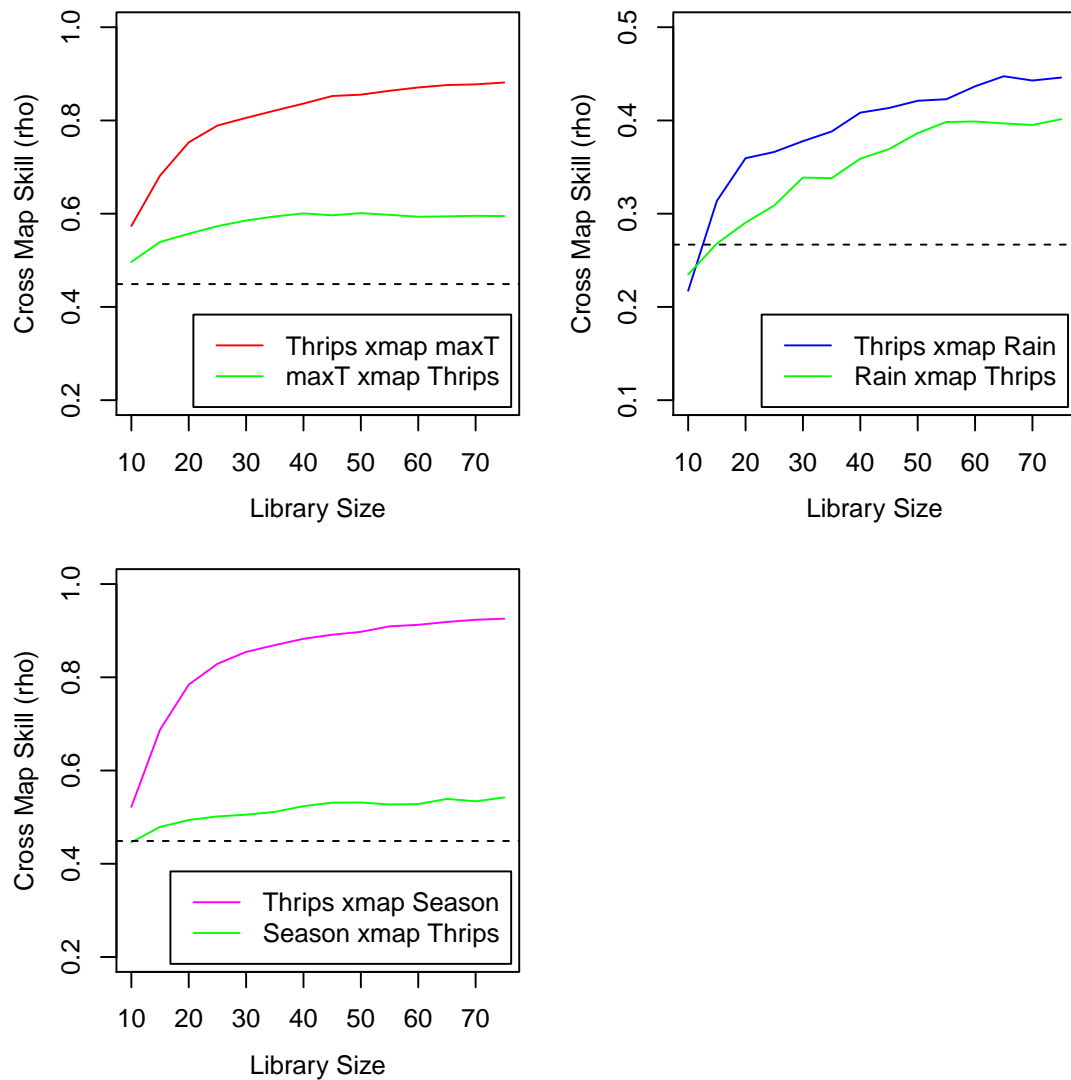 Cross Map Skill (rho)
1.0
0.8
0.6
0.4
0.2
Thrips xmap maxT
maxT xmap Thrips
10 20 30 40 50 60 70
Library Size
Cross Map Skill (rho)
0.5
0.4
0.3
0.2
0.1
Thrips xmap Rain
Rain xmap Thrips
10 20 30 40 50 60 70
Library Size
Cross Map Skill (rho)
1.0
0.8
0.6
0.4
0.2
Thrips xmap Season
Season xmap Thrips
10 20 30 40 50 60 70
Library Size